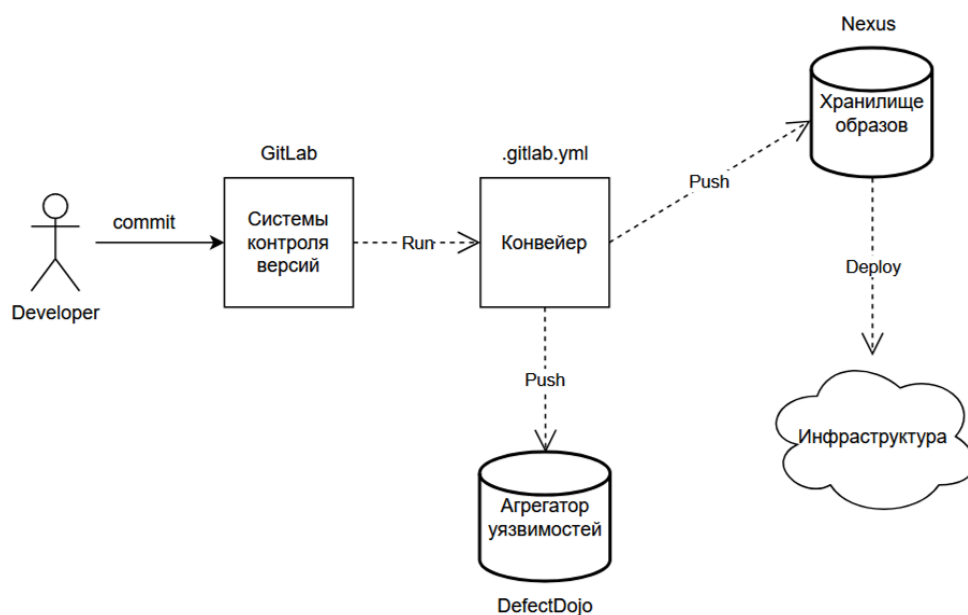 Nexus
Хранилище
образов
GitLab
.gitlab.yml
Push
commit
Системы
контроля
версий
Run
Конвейер
Deploy
Developer
Push
Инфраструктура
Агрегатор
уязвимостей
DefectDojo